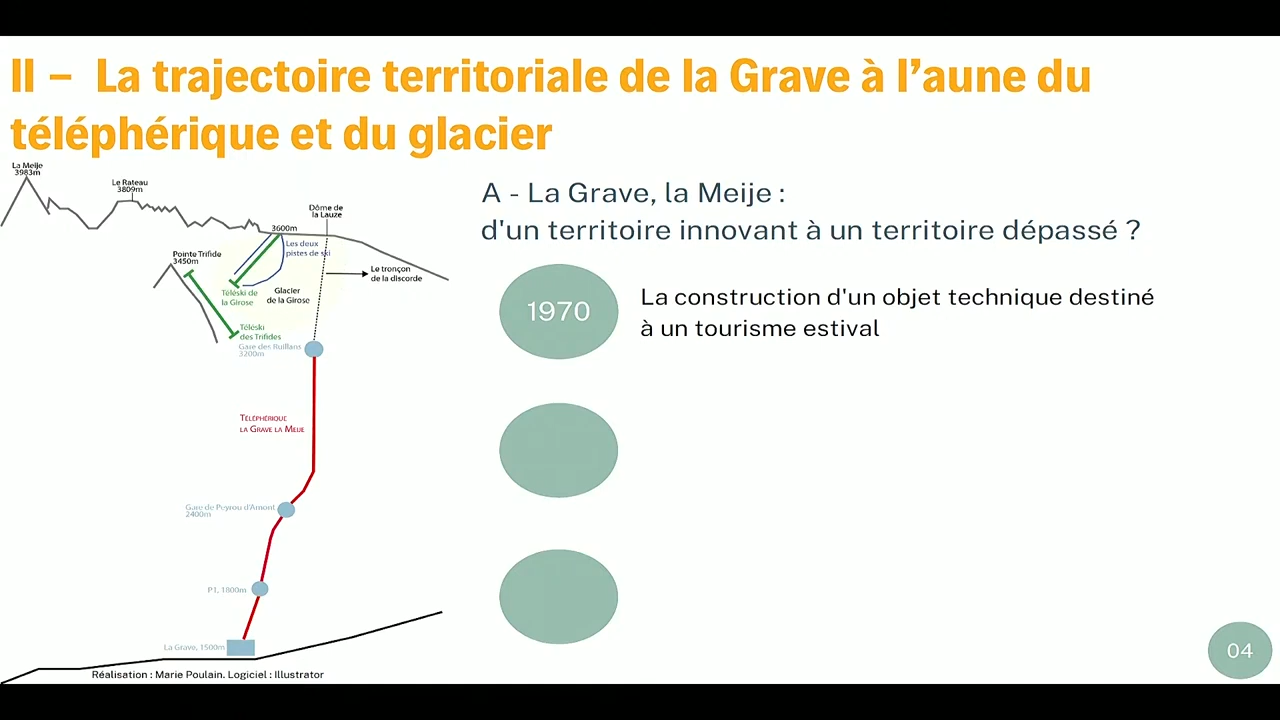 II – La trajectoire territoriale de la Grave à l’aune du
téléphérique et du glacier
La Meije
3983m
Le Rateau
3809m
Dôme de
la Lauze
3600m
Les deux
pistes de ski
Pointe Trifide
3450m
Le tronçon
de la discorde
Téléski de
la Girose
Glacier
de la Girose
Téléski
des Trifides
Gare des Ruillans
3200m
Téléphérique
la Grave la Meije
Gare de Peyrou d'Amont
2400m
P1, 1800m
La Grave, 1500m
Réalisation : Marie Poulain. Logiciel : Illustrator
A - La Grave, la Meije :
d'un territoire innovant à un territoire dépassé ?
1970
La construction d'un objet technique destiné
à un tourisme estival
04